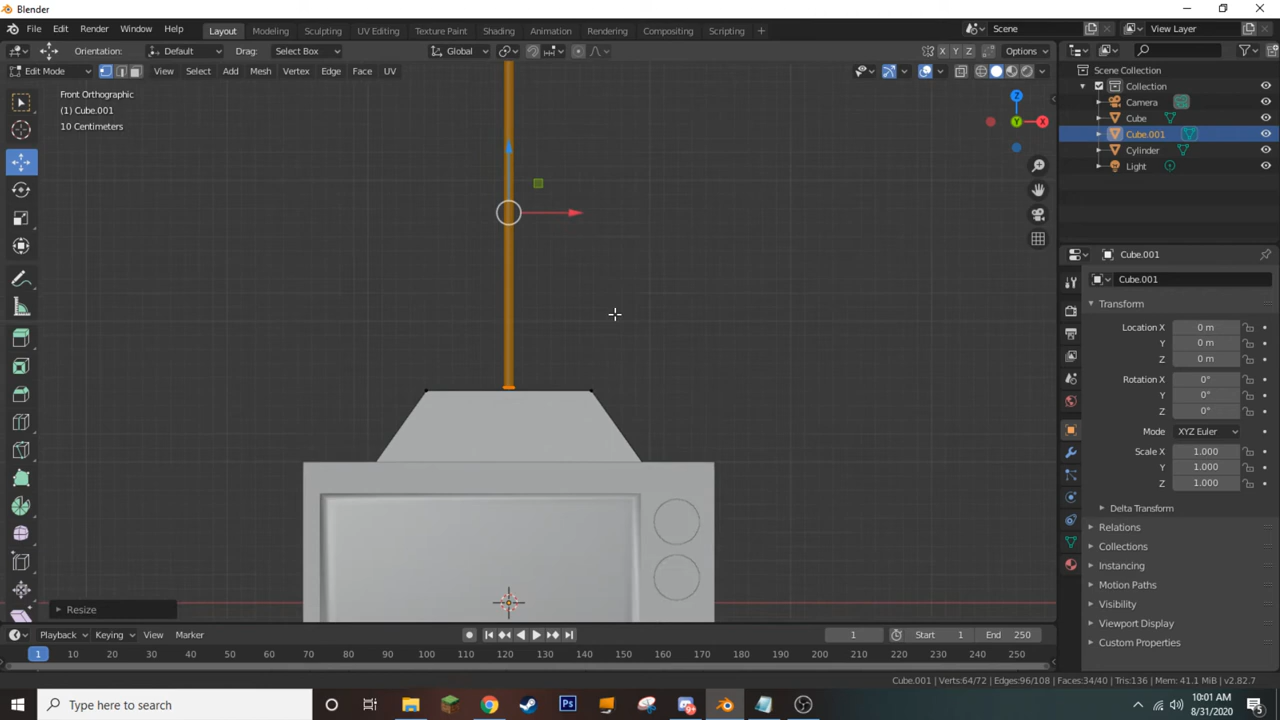 Blender
File Edit Render Window Help Layout Modeling Sculpting UV Editing Texture Paint Shading Animation Rendering Compositing Scripting Scene View Layer
Orientation: Default Drag: Select Box Global X Y Z Options
Edit Mode View Select Add Mesh Vertex Edge Face UV
Front Orthographic
(1) Cube.001
10 Centimeters
Z
Y
X
Scene Collection
Collection
Camera
Cube
Cube.001
Cylinder
Light
Cube.001
Cube.001
Transform
Location X 0 m
Y 0 m
Z 0 m
Rotation X 0°
Y 0°
Z 0°
Mode XYZ Euler
Scale X 1.000
Y 1.000
Z 1.000
Delta Transform
Relations
Collections
Instancing
Motion Paths
Visibility
Viewport Display
Custom Properties
Resize
Playback Keying View Marker 1 Start 1 End 250
1 10 20 30 40 50 60 70 80 90 100 110 120 130 140 150 160 170 180 190 200 210 220 230 240 250
Cube.001 | Verts:64/72 | Edges:96/108 | Faces:34/40 | Tris:136 | Mem: 41.1 MiB | v2.82.7
Type here to search
Ps
10:01 AM
8/31/2020
5